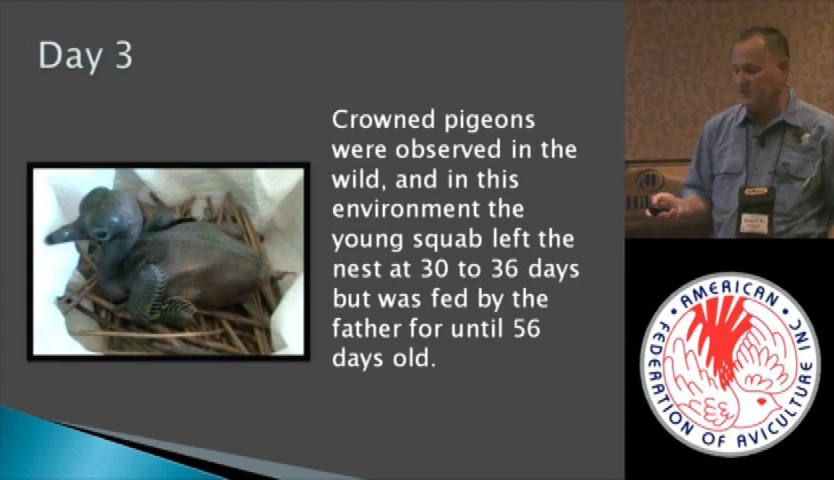 Day 3
Crowned pigeons
were observed in the
wild, and in this
environment the
young squab left the
nest at 30 to 36 days
but was fed by the
father for until 56
days old.
• AMERICAN •
FEDERATION OF AVICULTURE INC